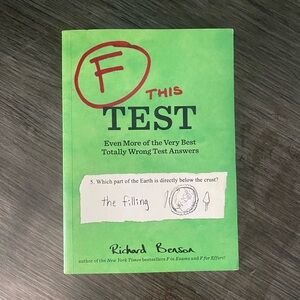 F THIS
TEST
Even More of the Very Best
Totally Wrong Test Answers
5. Which part of the Earth is directly below the crust?
the filling
Richard Benson
author of the New York Times bestsellers F in Exams and F for Effort!